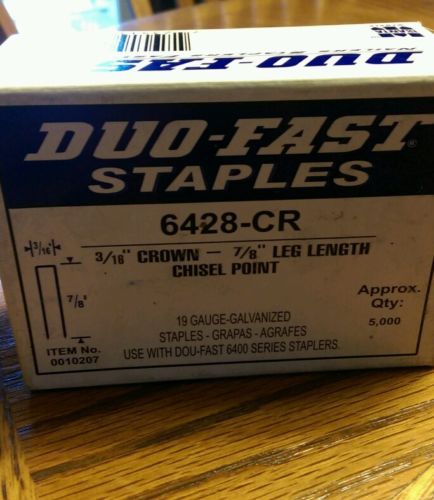 DUO-FAS
DUO-FAST®
STAPLES
6428-CR
3/16" CROWN – 7/8" LEG LENGTH
CHISEL POINT
3/16"
7/8"
Approx.
Qty:
5,000
19 GAUGE-GALVANIZED
STAPLES - GRAPAS - AGRAFES
USE WITH DOU-FAST 6400 SERIES STAPLERS.
ITEM No.
0010207